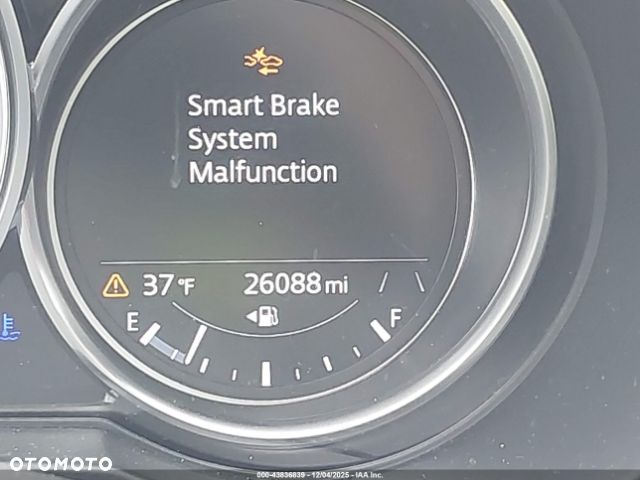 Smart Brake
System
Malfunction
37°F 26088 mi
E F
OTOMOTO
000-43836839 - 12/04/2025 - IAA Inc.